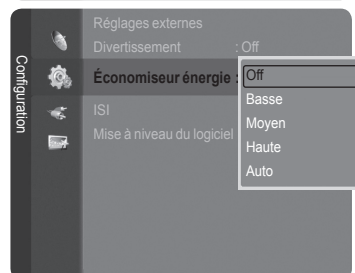 Configuration
Réglages externes
Divertissement : Off
Économiseur énergie : Off
Basse
ISI
Moyen
Mise à niveau du logiciel
Haute
Auto